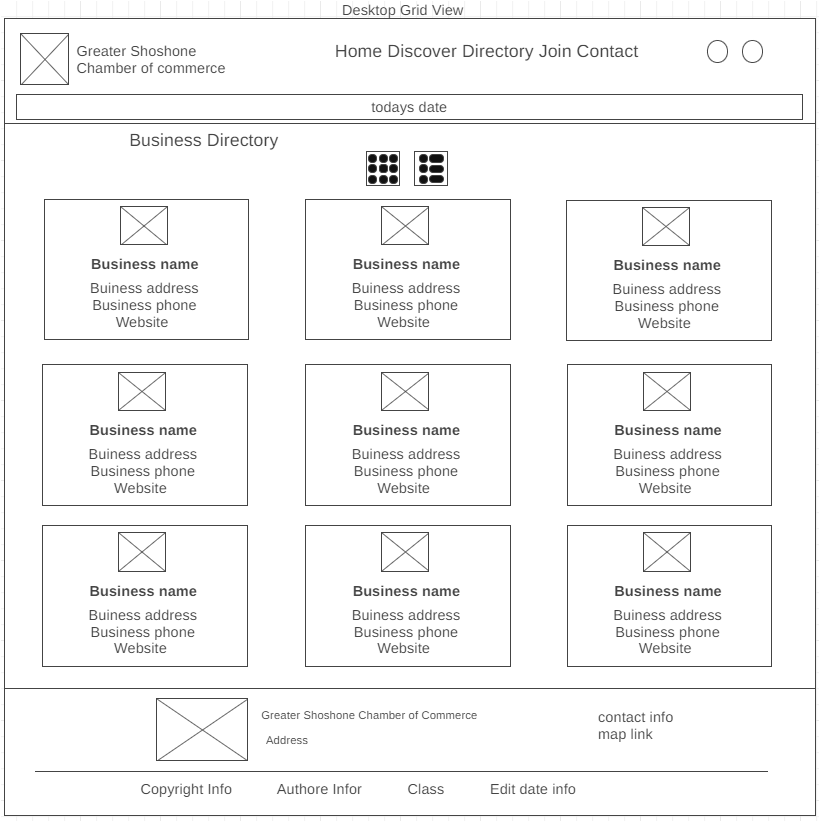 Desktop Grid View
Greater Shoshone
Chamber of commerce
Home Discover Directory Join Contact
todays date
Business Directory
Business name
Buiness address
Business phone
Website
Business name
Buiness address
Business phone
Website
Business name
Buiness address
Business phone
Website
Business name
Buiness address
Business phone
Website
Business name
Buiness address
Business phone
Website
Business name
Buiness address
Business phone
Website
Business name
Buiness address
Business phone
Website
Business name
Buiness address
Business phone
Website
Business name
Buiness address
Business phone
Website
Greater Shoshone Chamber of Commerce
Address
contact info
map link
Copyright Info Authore Infor Class Edit date info